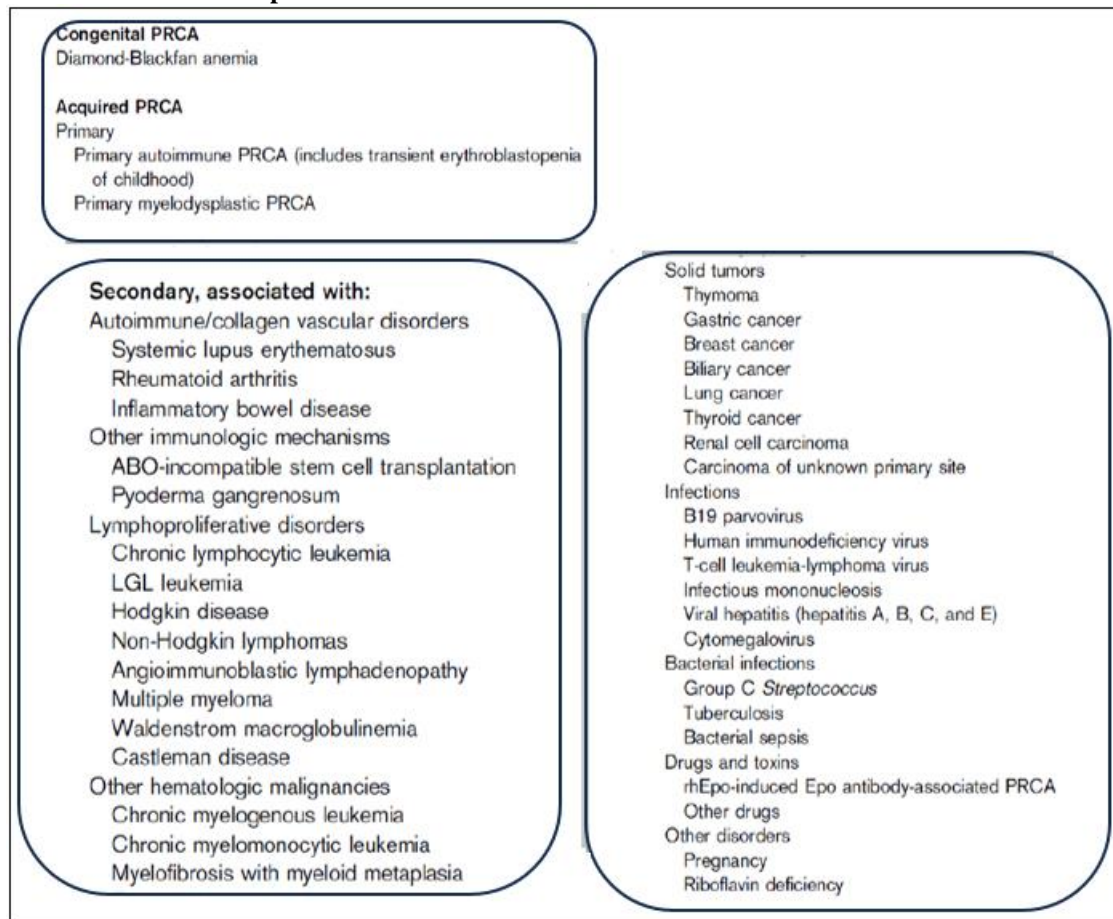 Congenital PRCA
Diamond-Blackfan anemia
Acquired PRCA
Primary
Primary autoimmune PRCA (includes transient erythroblastopenia
of childhood)
Primary myelodysplastic PRCA
Secondary, associated with:
Autoimmune/collagen vascular disorders
Systemic lupus erythematosus
Rheumatoid arthritis
Inflammatory bowel disease
Other immunologic mechanisms
ABO-incompatible stem cell transplantation
Pyoderma gangrenosum
Lymphoproliferative disorders
Chronic lymphocytic leukemia
LGL leukemia
Hodgkin disease
Non-Hodgkin lymphomas
Angioimmunoblastic lymphadenopathy
Multiple myeloma
Waldenstrom macroglobulinemia
Castleman disease
Other hematologic malignancies
Chronic myelogenous leukemia
Chronic myelomonocytic leukemia
Myelofibrosis with myeloid metaplasia
Solid tumors
Thymoma
Gastric cancer
Breast cancer
Biliary cancer
Lung cancer
Thyroid cancer
Renal cell carcinoma
Carcinoma of unknown primary site
Infections
B19 parvovirus
Human immunodeficiency virus
T-cell leukemia-lymphoma virus
Infectious mononucleosis
Viral hepatitis (hepatitis A, B, C, and E)
Cytomegalovirus
Bacterial infections
Group C Streptococcus
Tuberculosis
Bacterial sepsis
Drugs and toxins
rhEpo-induced Epo antibody-associated PRCA
Other drugs
Other disorders
Pregnancy
Riboflavin deficiency